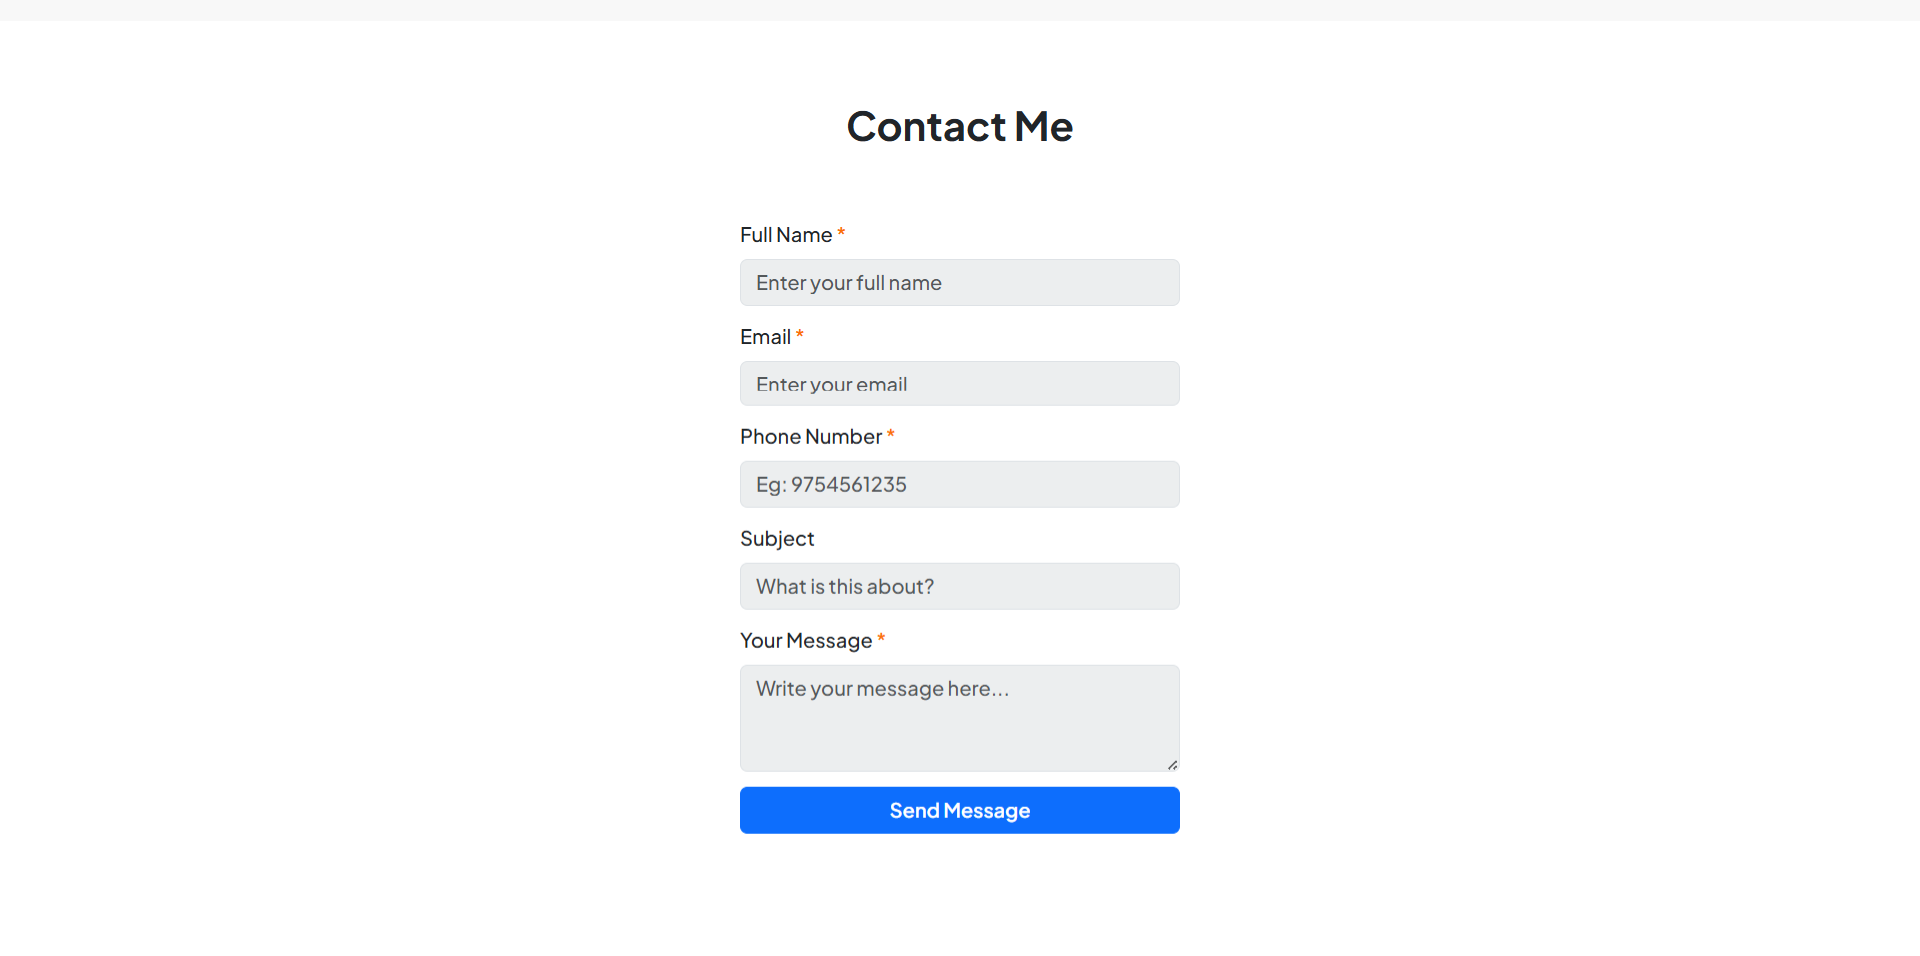 Contact Me
Full Name *
Enter your full name
Email *
Enter your email
Phone Number *
Eg: 9754561235
Subject
What is this about?
Your Message *
Write your message here...
Send Message